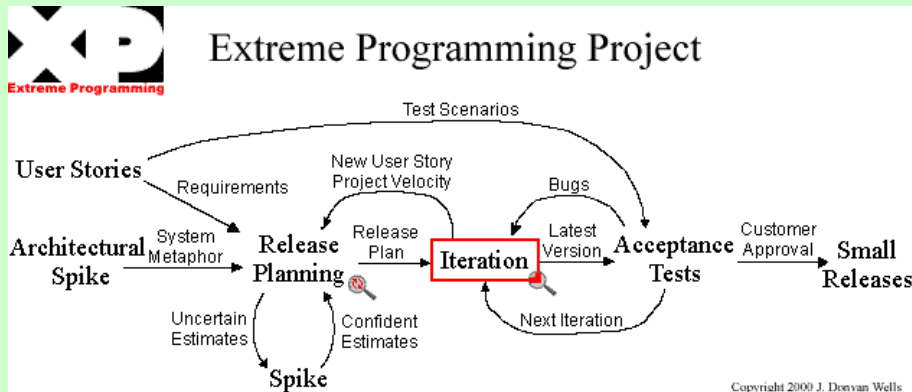 XP
Extreme Programming
Extreme Programming Project
Test Scenarios
User Stories
Requirements
New User Story
Project Velocity
Bugs
Architectural
Spike
System
Metaphor
Release
Planning
Release
Plan
Iteration
Latest
Version
Acceptance
Tests
Customer
Approval
Small
Releases
Uncertain
Estimates
Confident
Estimates
Next Iteration
Spike
Copyright 2000 J. Donvan Wells